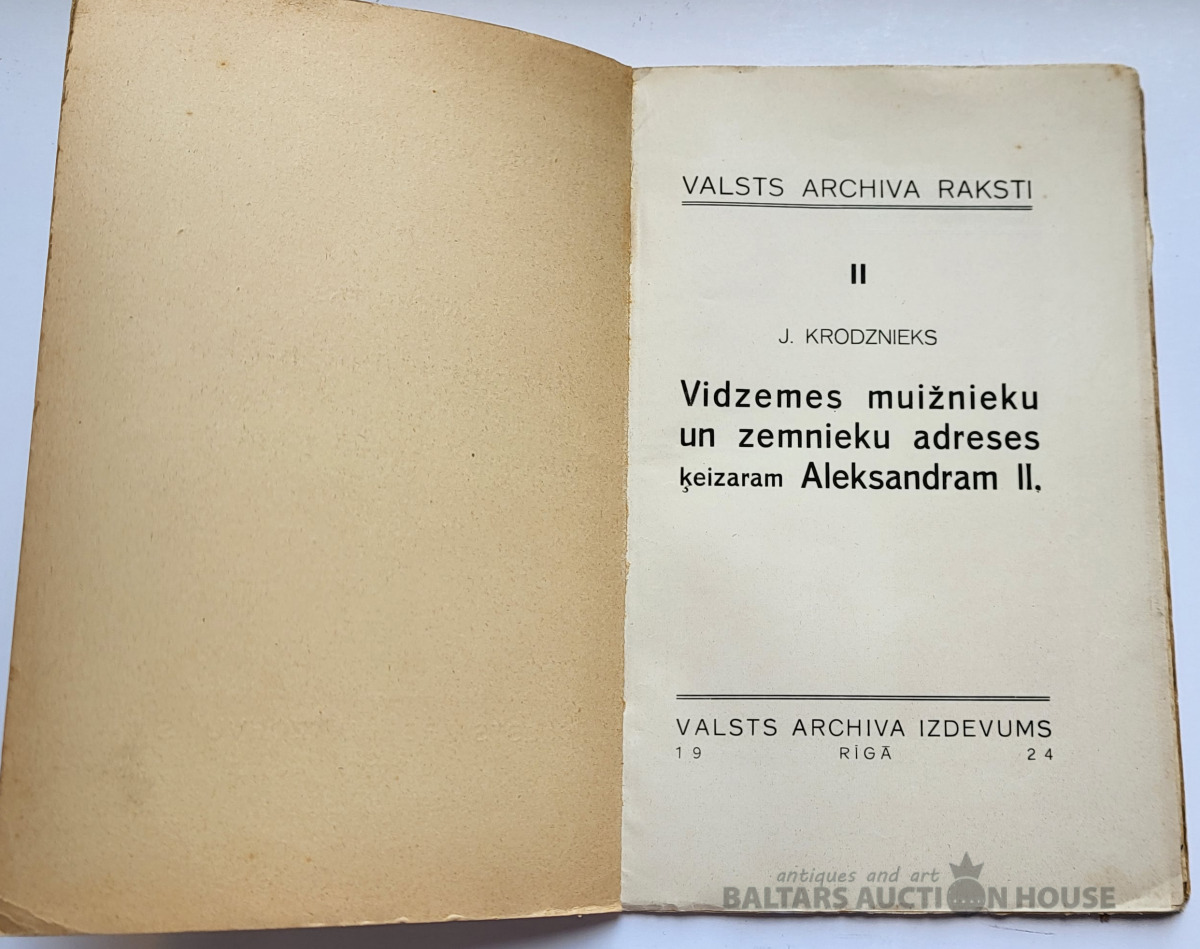 VALSTS ARCHIVA RAKSTI
II
J. KRODZNIEKS
Vidzemes muižnieku
un zemnieku adreses
ķeizaram Aleksandram II.
VALSTS ARCHIVA IZDEVUMS
19 RĪGĀ 24
antiques and art
BALTARS AUCTION HOUSE